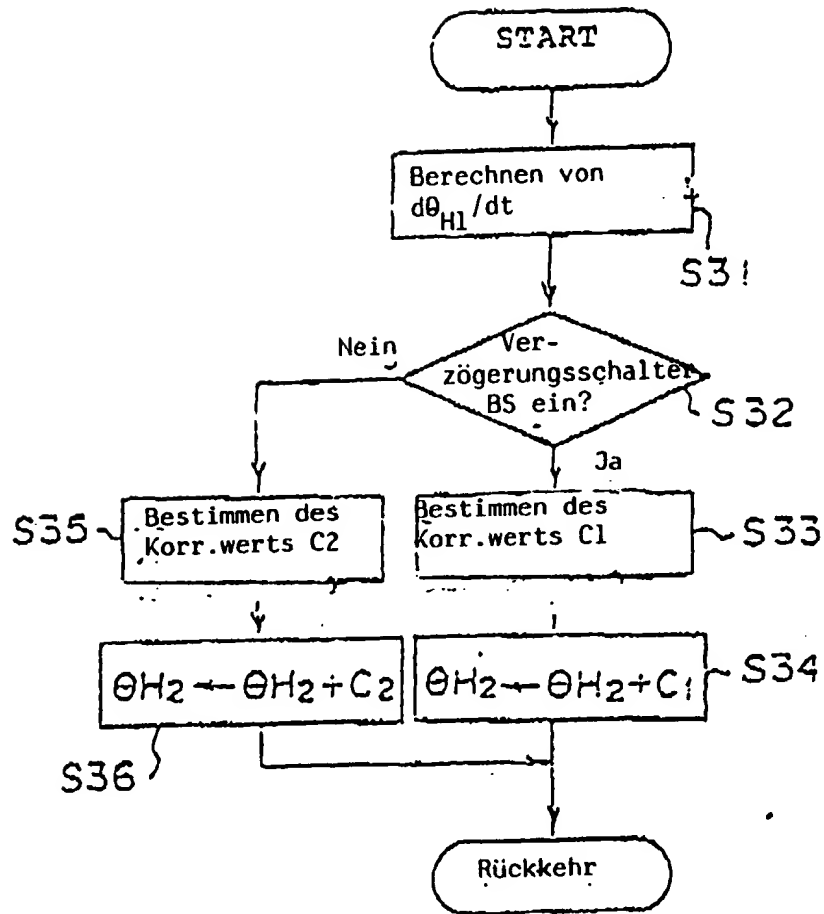 START
Berechnen von
dθH1/dt
S31
Nein
Ver-
zögerungsschalter
BS ein?
S32
Ja
S35
Bestimmen des
Korr.werts C2
Bestimmen des
Korr.werts C1
S33
ΘH2 ← ΘH2+C2
ΘH2 ← ΘH2+C1
S34
S36
Rückkehr